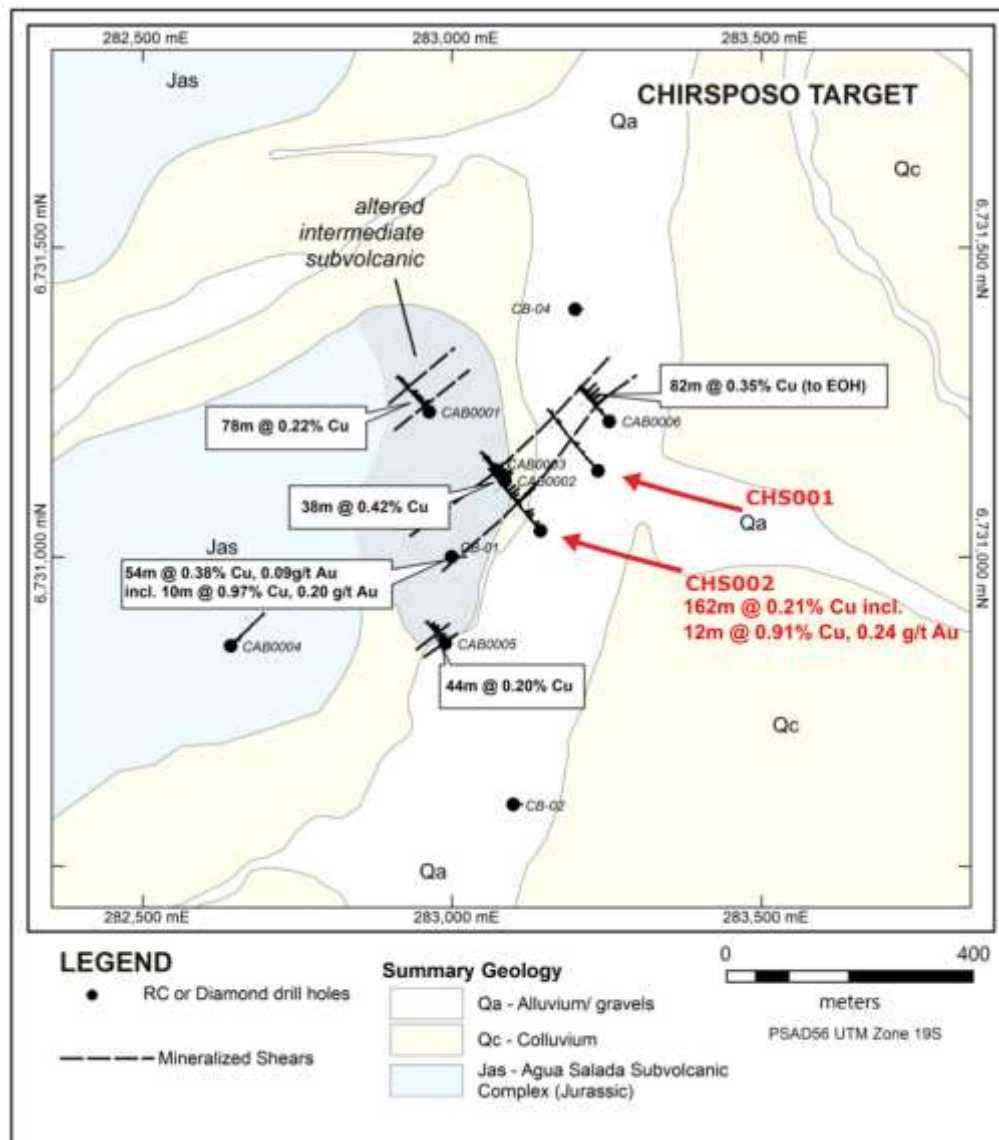 282,500 mE
283,000 mE
283,500 mE
Jas
CHIRSPOSO TARGET
Qa
Qc
altered
intermediate
subvolcanic
6,731,500 mN
6,731,500 mN
CB-04
82m @ 0.35% Cu (to EOH)
78m @ 0.22% Cu
CAB0001
CAB0006
CAB0003
CAB0002
CHS001
38m @ 0.42% Cu
Qa
6,731,000 mN
6,731,000 mN
Jas
CB-01
54m @ 0.38% Cu, 0.09g/t Au
incl. 10m @ 0.97% Cu, 0.20 g/t Au
CHS002
162m @ 0.21% Cu incl.
12m @ 0.91% Cu, 0.24 g/t Au
CAB0004
CAB0005
44m @ 0.20% Cu
Qc
CB-02
Qa
282,500 mE
283,000 mE
283,500 mE
LEGEND
RC or Diamond drill holes
Mineralized Shears
Summary Geology
Qa - Alluvium/ gravels
Qc - Colluvium
Jas - Agua Salada Subvolcanic
Complex (Jurassic)
0
400
meters
PSAD56 UTM Zone 19S